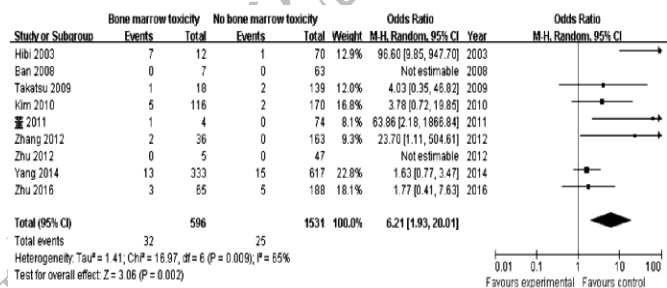 Bone marrow toxicity No bone marrow toxicity Odds Ratio Odds Ratio
Study or Subgroup Events Total Events Total Weight M-H, Random, 95% CI Year M-H, Random, 95% CI
Hibi 2003 7 12 1 70 12.9% 96.60 [9.85, 947.70] 2003
Ban 2008 0 7 0 63 Not estimable 2008
Takatsu 2009 1 18 2 139 12.0% 4.03 [0.35, 46.82] 2009
Kim 2010 5 116 2 170 16.9% 3.78 [0.72, 19.85] 2010
董 2011 1 4 0 74 8.1% 63.86 [2.18, 1866.84] 2011
Zhang 2012 2 36 0 163 9.3% 23.70 [1.11, 504.61] 2012
Zhu 2012 0 5 0 47 Not estimable 2012
Yang 2014 13 333 15 617 22.8% 1.63 [0.77, 3.47] 2014
Zhu 2016 3 65 5 188 18.1% 1.77 [0.41, 7.63] 2016
Total (95% CI) 596 1531 100.0% 6.21 [1.93, 20.01]
Total events 32 25
Heterogeneity: Tau² = 1.41; Chi² = 16.97, df = 6 (P = 0.009); I² = 65%
Test for overall effect: Z = 3.06 (P = 0.002)
0.01 0.1 1 10 100
Favours experimental Favours control